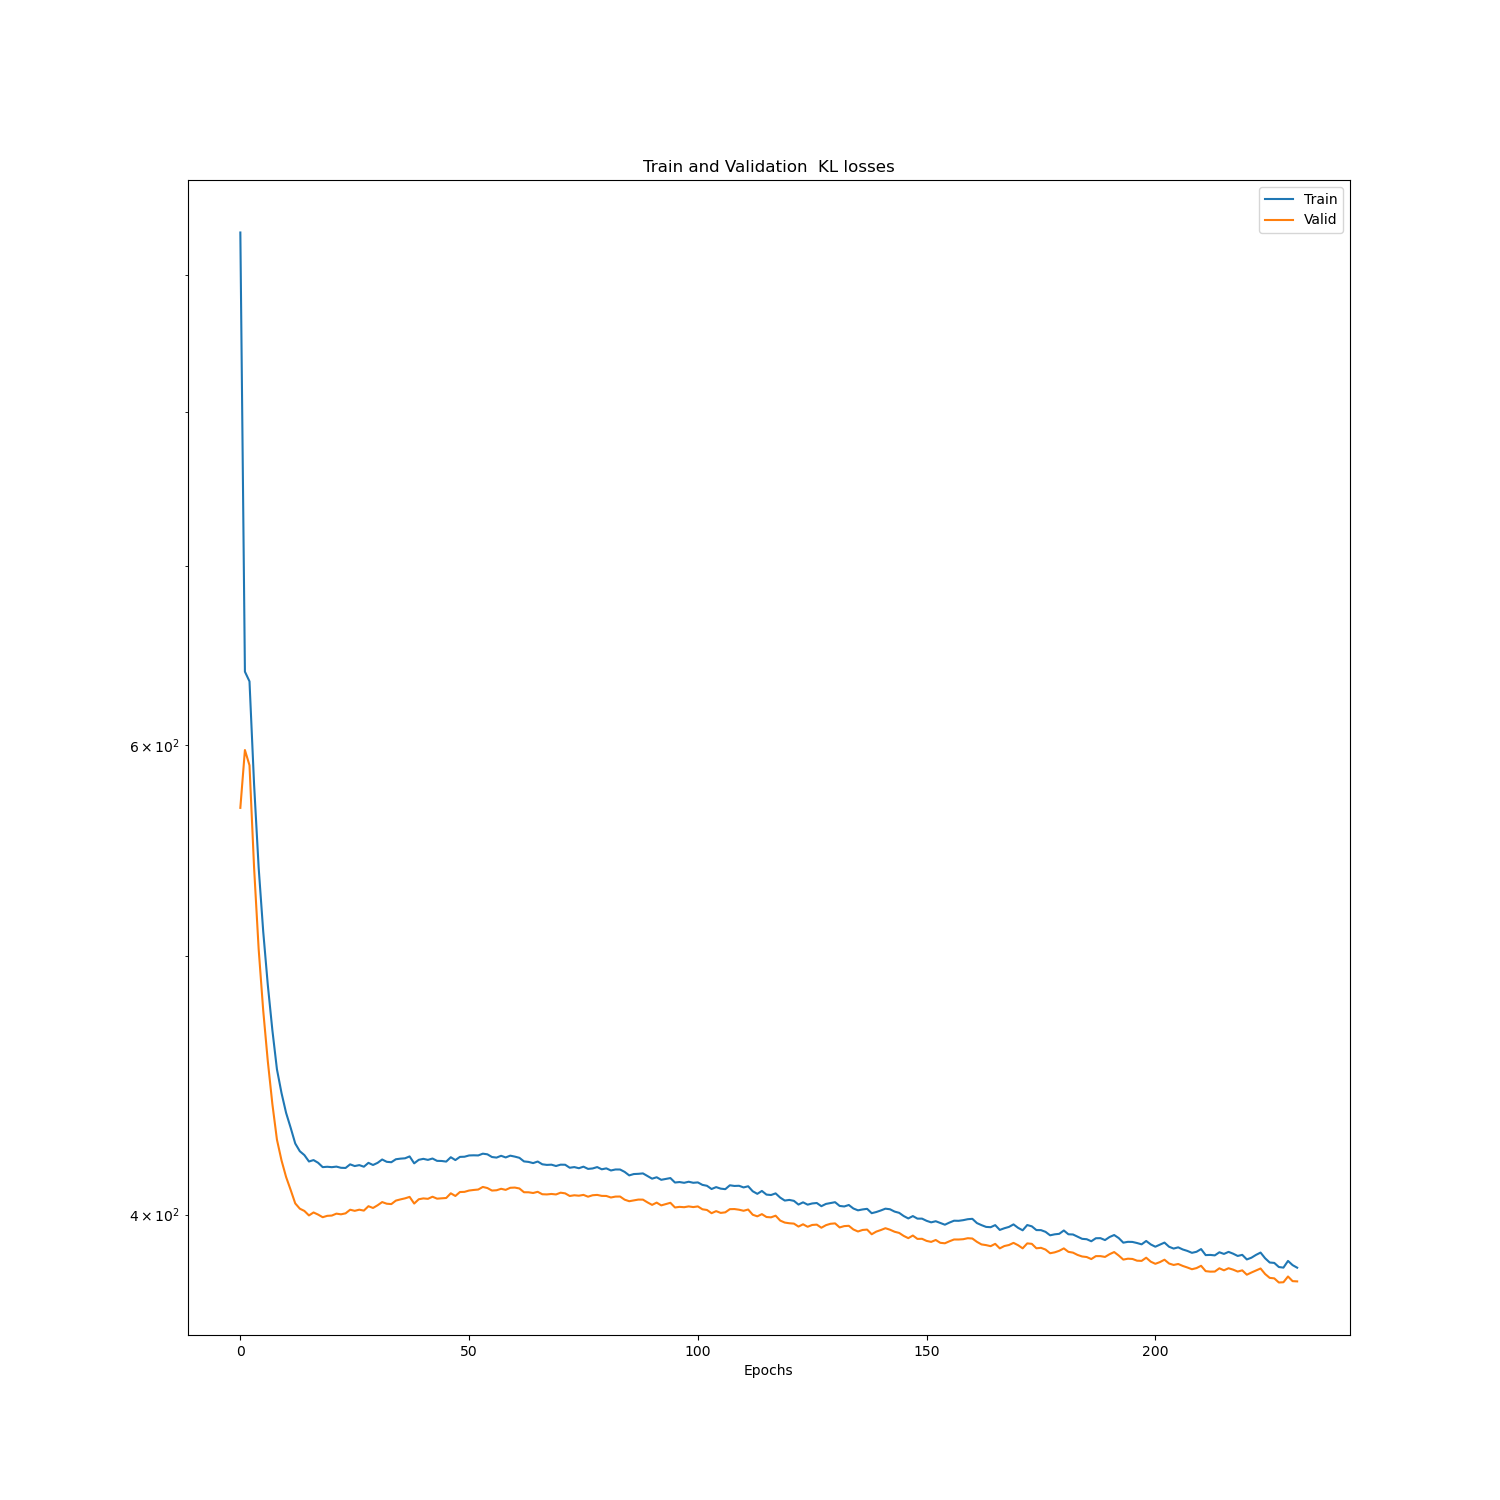 Train and Validation  KL losses
Train
Valid
6 × 10²
4 × 10²
0 50 100 150 200
Epochs